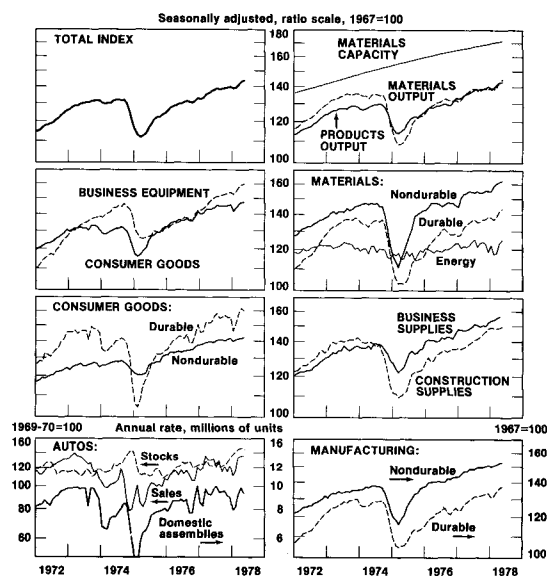 Seasonally adjusted, ratio scale, 1967=100
TOTAL INDEX
180
160
140
120
100
MATERIALS
CAPACITY
MATERIALS
OUTPUT
PRODUCTS
OUTPUT
BUSINESS EQUIPMENT
CONSUMER GOODS
160
140
120
100
MATERIALS:
Nondurable
Durable
Energy
CONSUMER GOODS:
Durable
Nondurable
160
140
120
100
BUSINESS
SUPPLIES
CONSTRUCTION
SUPPLIES
1969-70=100
Annual rate, millions of units
1967=100
AUTOS:
140
120
100
80
60
Stocks
Sales
Domestic
assemblies
16
12
10
8
6
MANUFACTURING:
Nondurable
Durable
160
140
120
100
1972 1974 1976 1978
1972 1974 1976 1978